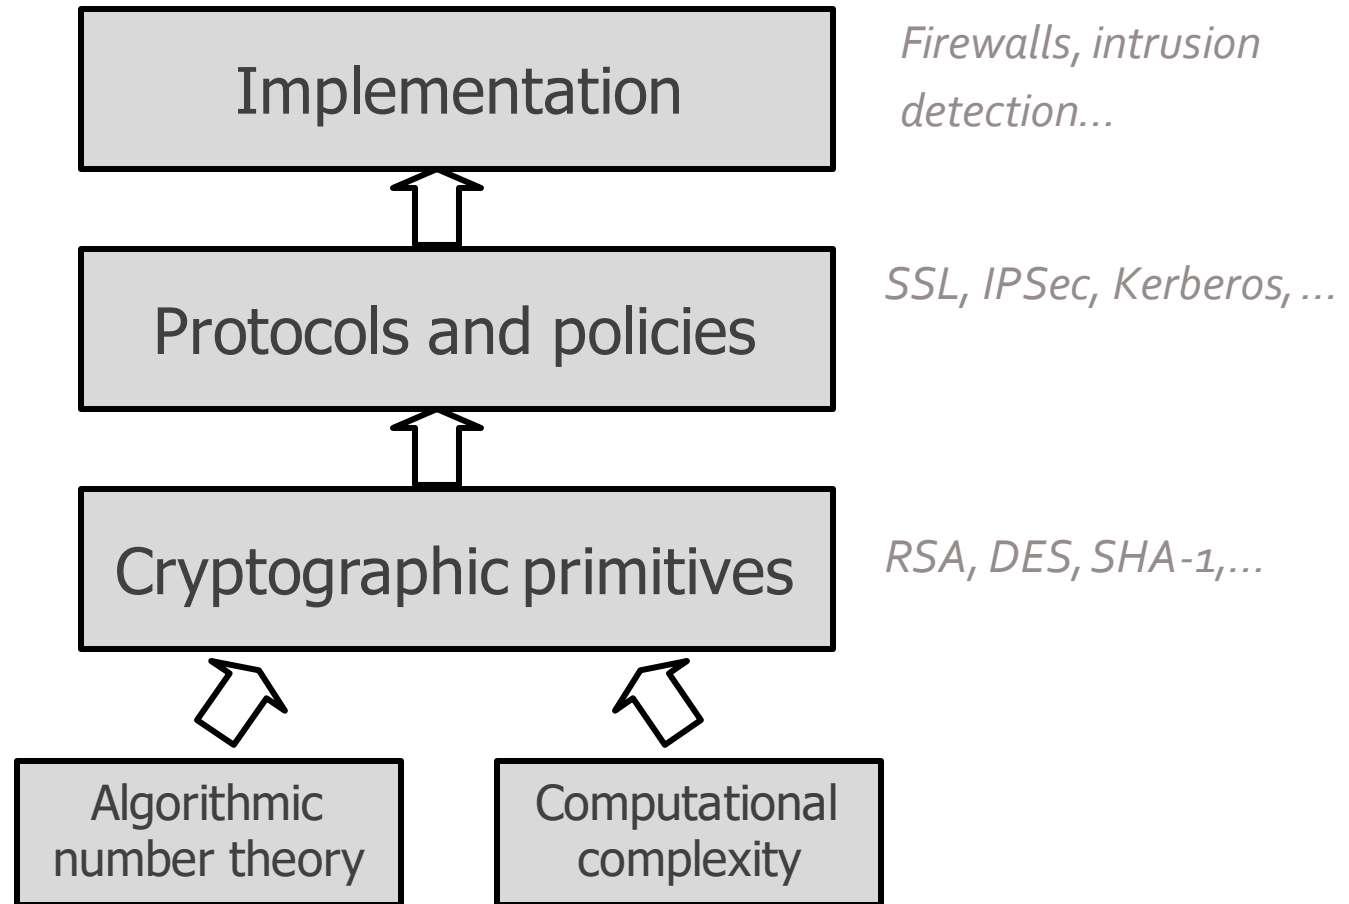 Implementation
Firewalls, intrusion
detection...
Protocols and policies
SSL, IPSec, Kerberos, ...
Cryptographic primitives
RSA, DES, SHA-1,...
Algorithmic
number theory
Computational
complexity